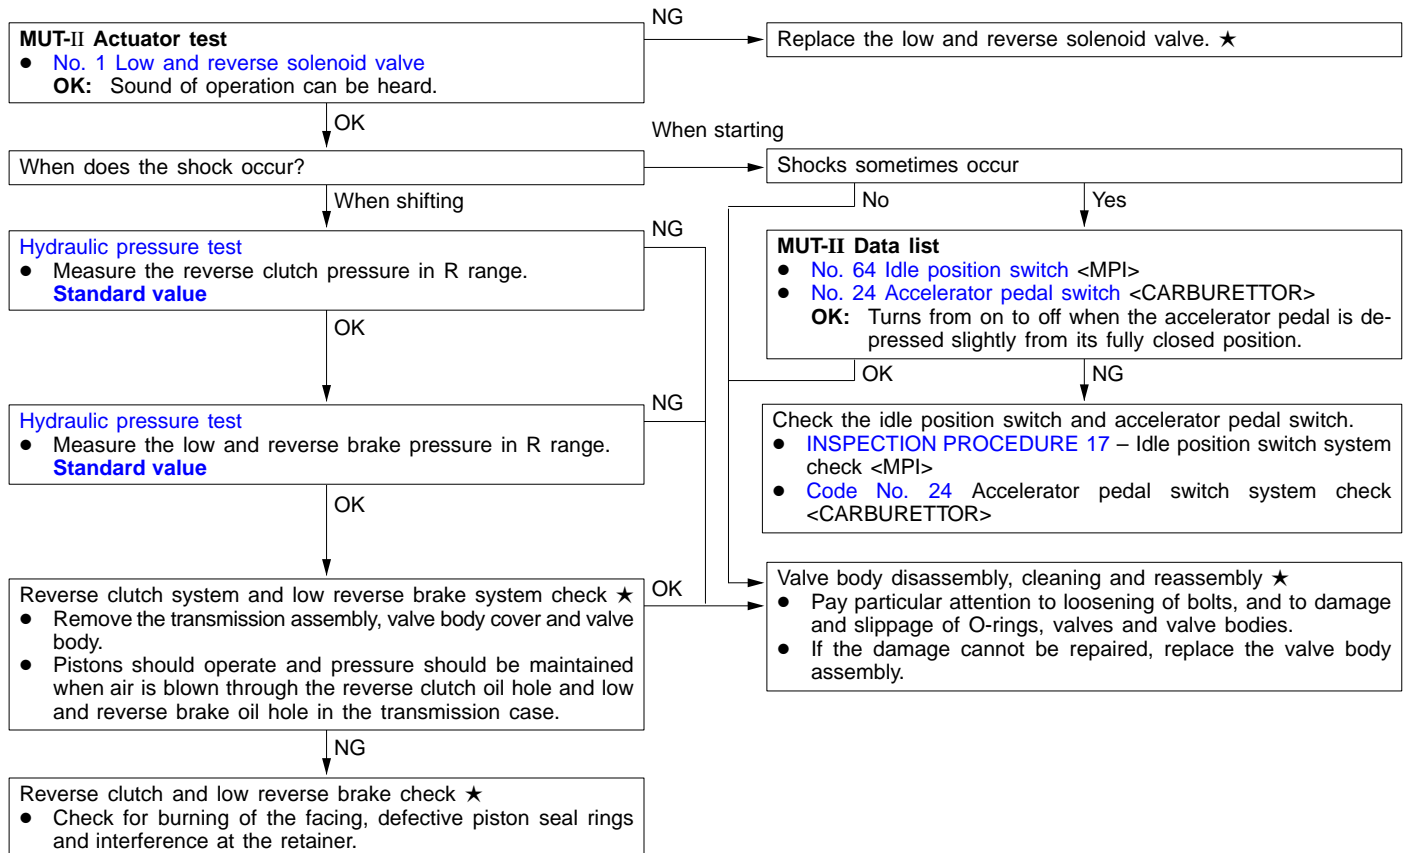 MUT-II Actuator test
● No. 1 Low and reverse solenoid valve
OK: Sound of operation can be heard.
NG
Replace the low and reverse solenoid valve. ★
OK
When does the shock occur?
When starting
Shocks sometimes occur
When shifting
No
Yes
Hydraulic pressure test
● Measure the reverse clutch pressure in R range.
Standard value
NG
MUT-II Data list
● No. 64 Idle position switch <MPI>
● No. 24 Accelerator pedal switch <CARBURETTOR>
OK: Turns from on to off when the accelerator pedal is de-
pressed slightly from its fully closed position.
OK
OK
NG
Hydraulic pressure test
● Measure the low and reverse brake pressure in R range.
Standard value
NG
Check the idle position switch and accelerator pedal switch.
● INSPECTION PROCEDURE 17 – Idle position switch system
check <MPI>
● Code No. 24 Accelerator pedal switch system check
<CARBURETTOR>
OK
Reverse clutch system and low reverse brake system check ★
● Remove the transmission assembly, valve body cover and valve
body.
● Pistons should operate and pressure should be maintained
when air is blown through the reverse clutch oil hole and low
and reverse brake oil hole in the transmission case.
OK
Valve body disassembly, cleaning and reassembly ★
● Pay particular attention to loosening of bolts, and to damage
and slippage of O-rings, valves and valve bodies.
● If the damage cannot be repaired, replace the valve body
assembly.
NG
Reverse clutch and low reverse brake check ★
● Check for burning of the facing, defective piston seal rings
and interference at the retainer.